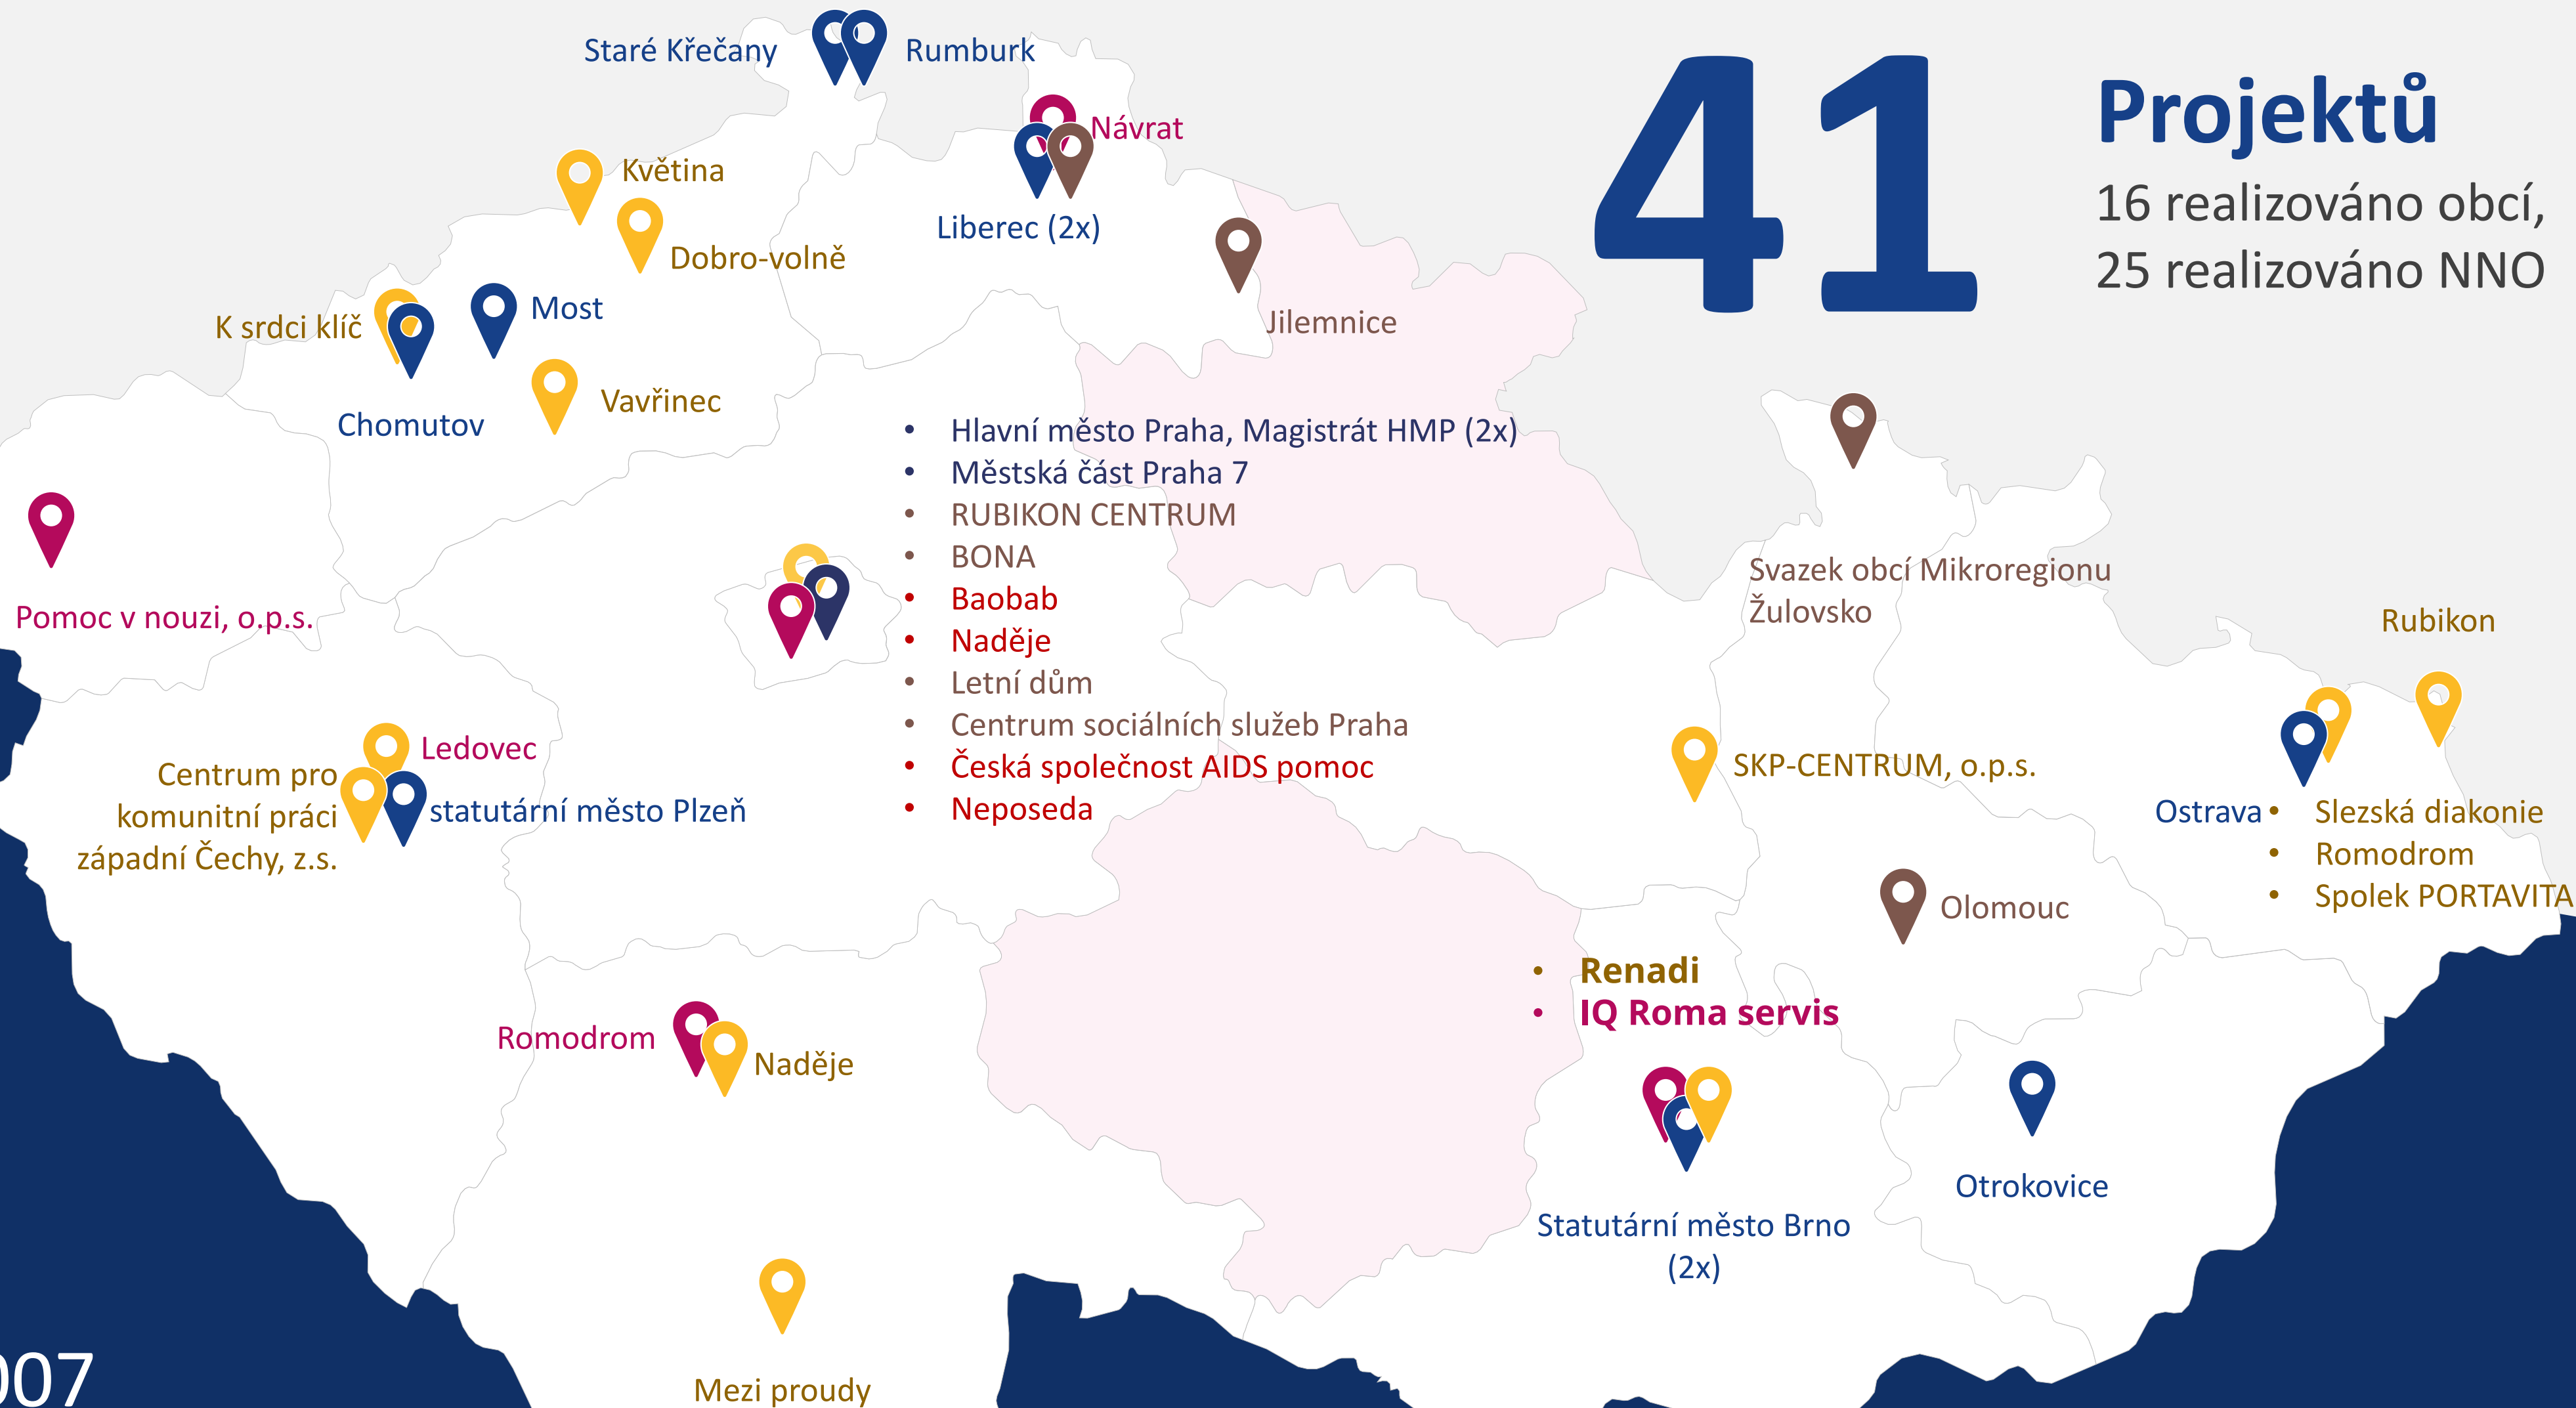 41
Projektů
16 realizováno obcí,
25 realizováno NNO
Staré Křečany
Rumburk
Návrat
Liberec (2x)
Květina
Dobro-volně
K srdci klíč
Most
Chomutov
Vavřinec
Jilemnice
• Hlavní město Praha, Magistrát HMP (2x)
• Městská část Praha 7
• RUBIKON CENTRUM
• BONA
• Baobab
• Naděje
• Letní dům
• Centrum sociálních služeb Praha
• Česká společnost AIDS pomoc
• Neposeda
Pomoc v nouzi, o.p.s.
Svazek obcí Mikroregionu
Žulovsko
Rubikon
Ledovec
Centrum pro
komunitní práci
západní Čechy, z.s.
statutární město Plzeň
SKP-CENTRUM, o.p.s.
Ostrava
• Slezská diakonie
• Romodrom
• Spolek PORTAVITA
Olomouc
• Renadi
• IQ Roma servis
Romodrom
Naděje
Otrokovice
Statutární město Brno
(2x)
Mezi proudy
007